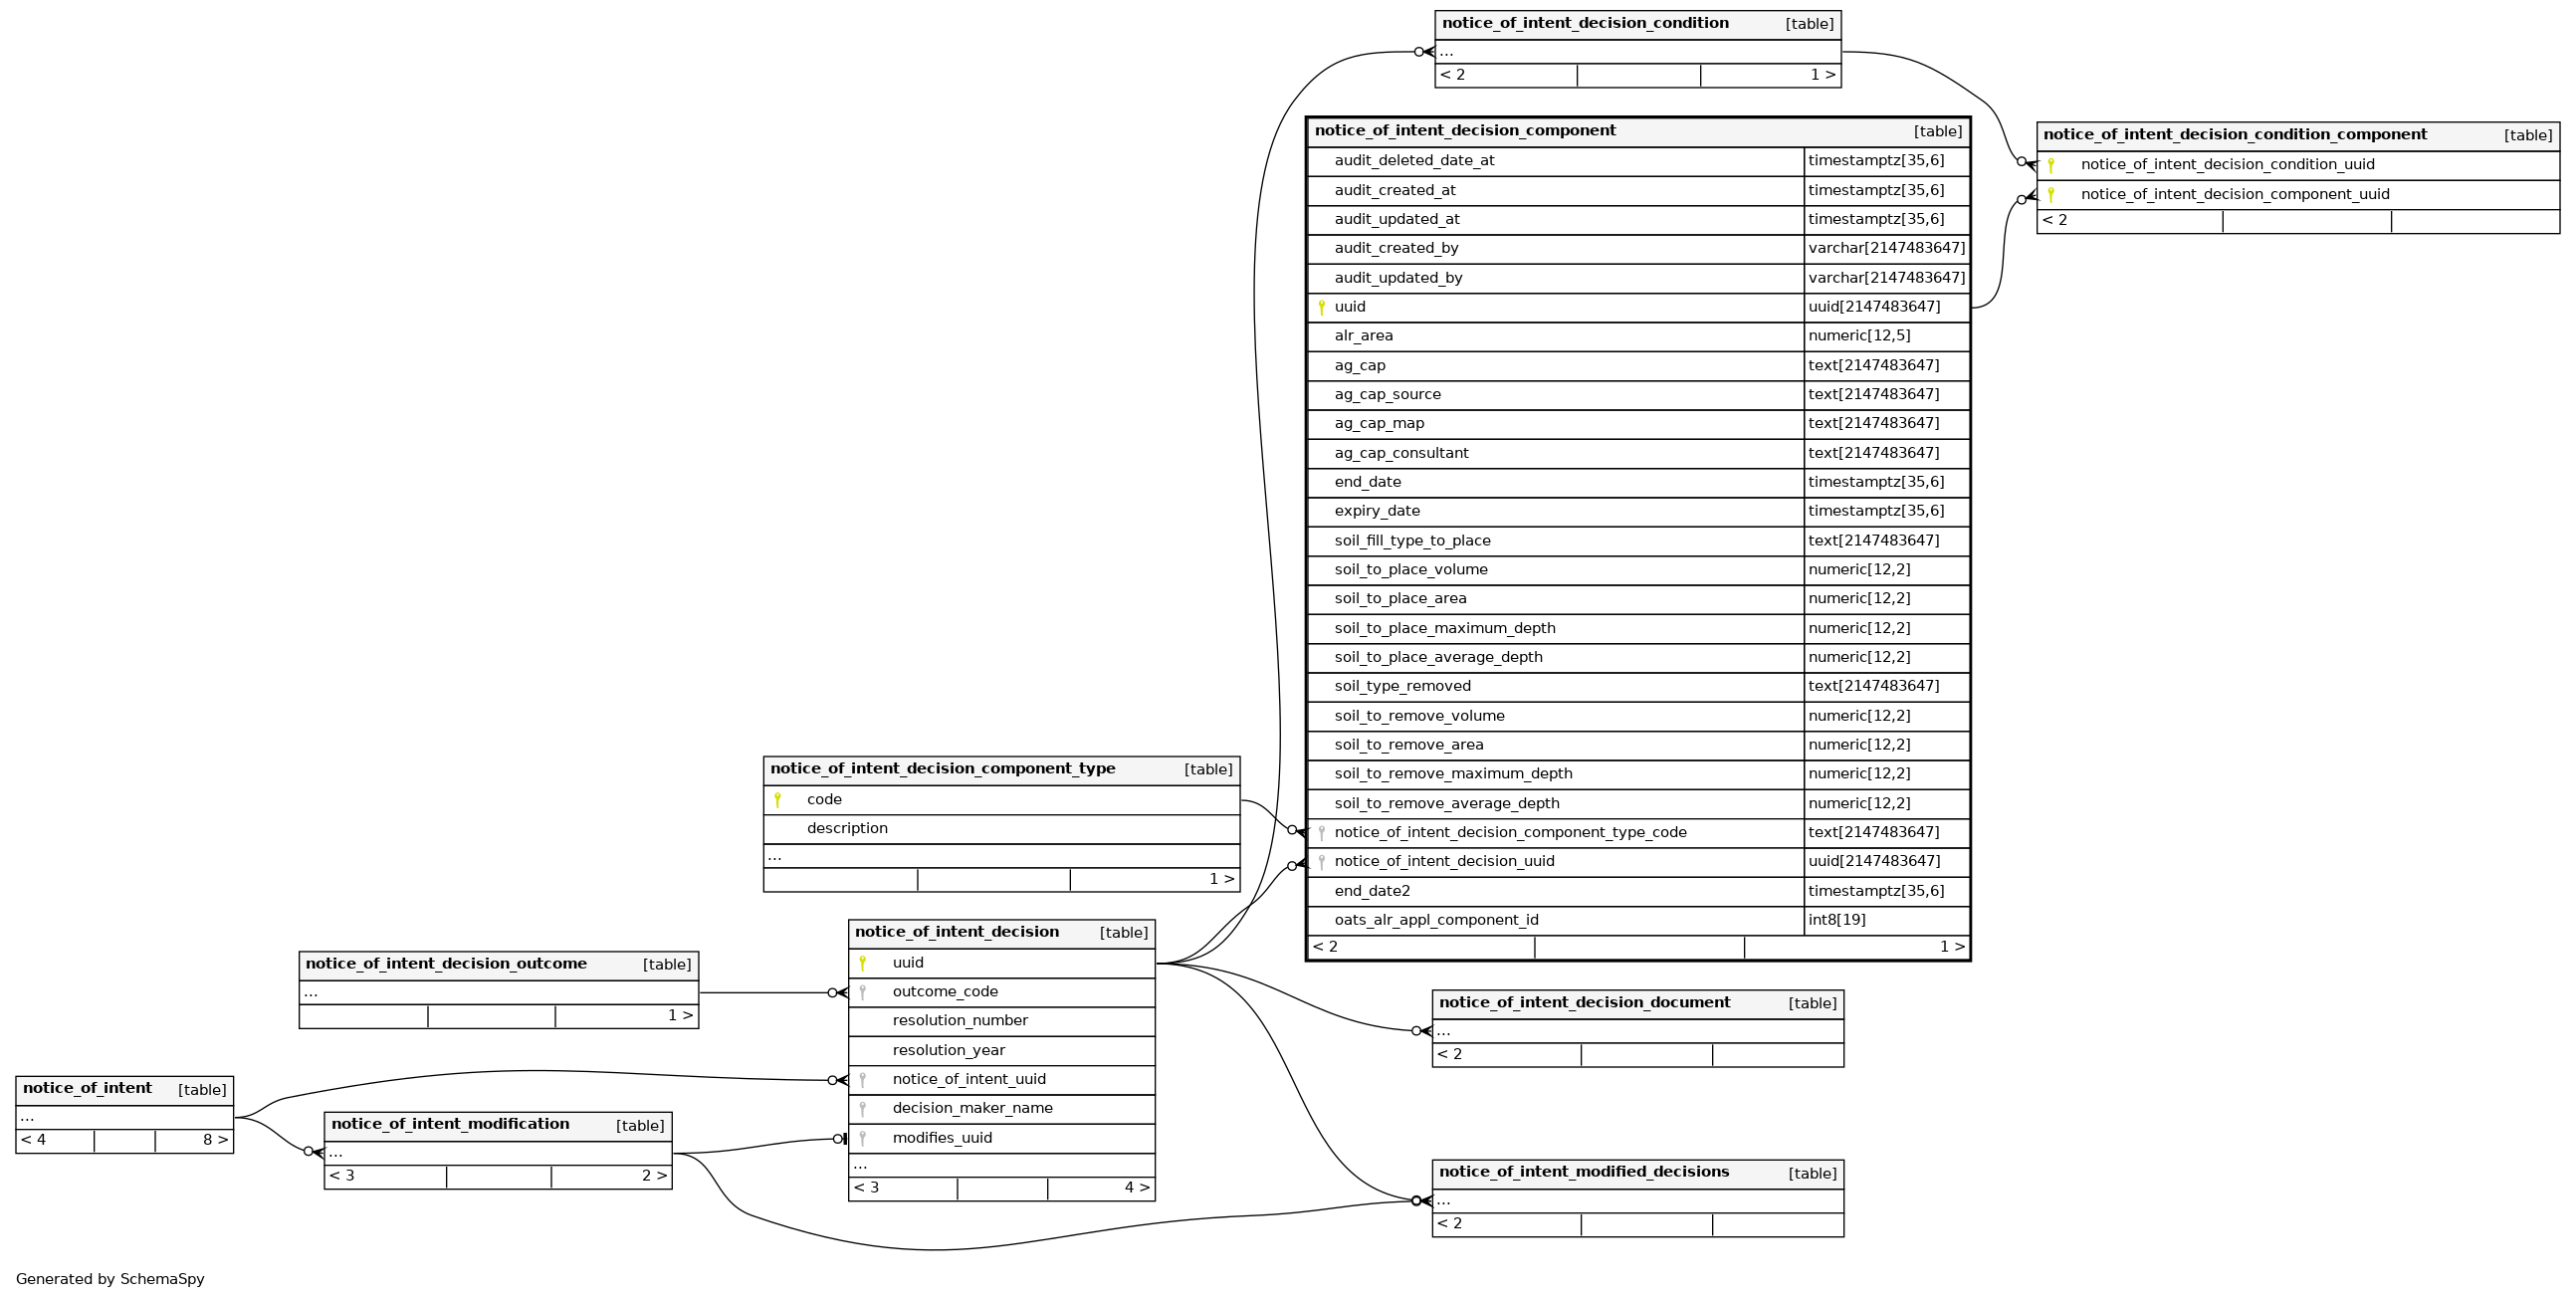 notice_of_intent_decision_condition [table]
...
< 2 1 >
notice_of_intent_decision_component [table]
audit_deleted_date_at timestamptz[35,6]
audit_created_at timestamptz[35,6]
audit_updated_at timestamptz[35,6]
audit_created_by varchar[2147483647]
audit_updated_by varchar[2147483647]
uuid uuid[2147483647]
alr_area numeric[12,5]
ag_cap text[2147483647]
ag_cap_source text[2147483647]
ag_cap_map text[2147483647]
ag_cap_consultant text[2147483647]
end_date timestamptz[35,6]
expiry_date timestamptz[35,6]
soil_fill_type_to_place text[2147483647]
soil_to_place_volume numeric[12,2]
soil_to_place_area numeric[12,2]
soil_to_place_maximum_depth numeric[12,2]
soil_to_place_average_depth numeric[12,2]
soil_type_removed text[2147483647]
soil_to_remove_volume numeric[12,2]
soil_to_remove_area numeric[12,2]
soil_to_remove_maximum_depth numeric[12,2]
soil_to_remove_average_depth numeric[12,2]
notice_of_intent_decision_component_type_code text[2147483647]
notice_of_intent_decision_uuid uuid[2147483647]
end_date2 timestamptz[35,6]
oats_alr_appl_component_id int8[19]
< 2 1 >
notice_of_intent_decision_condition_component [table]
notice_of_intent_decision_condition_uuid
notice_of_intent_decision_component_uuid
< 2
notice_of_intent_decision_component_type [table]
code
description
...
1 >
notice_of_intent_decision [table]
uuid
outcome_code
resolution_number
resolution_year
notice_of_intent_uuid
decision_maker_name
modifies_uuid
...
< 3 4 >
notice_of_intent_decision_outcome [table]
...
1 >
notice_of_intent [table]
...
< 4 8 >
notice_of_intent_modification [table]
...
< 3 2 >
notice_of_intent_decision_document [table]
...
< 2
notice_of_intent_modified_decisions [table]
...
< 2
Generated by SchemaSpy